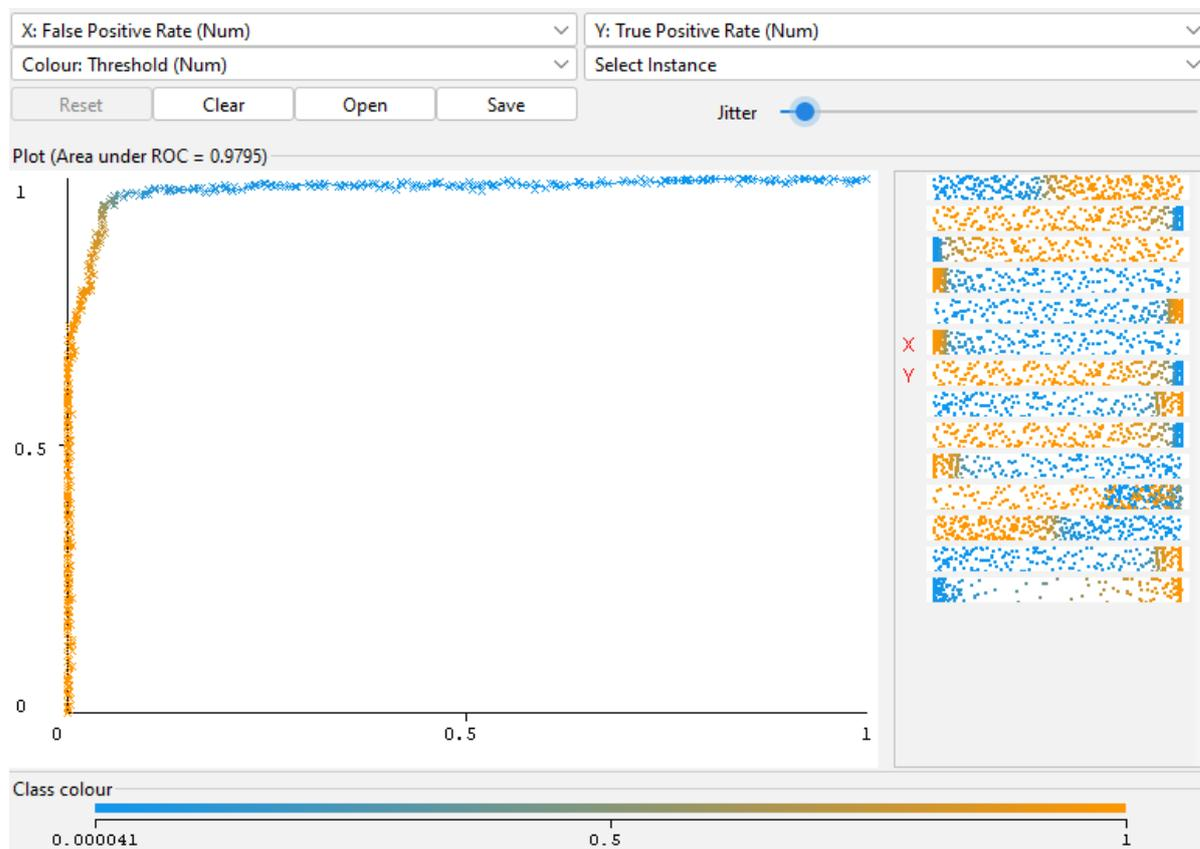 X: False Positive Rate (Num)
Y: True Positive Rate (Num)
Colour: Threshold (Num)
Select Instance
Reset
Clear
Open
Save
Jitter
Plot (Area under ROC = 0.9795)
1
0.5
0
0
0.5
1
X
Y
Class colour
0.000041
0.5
1